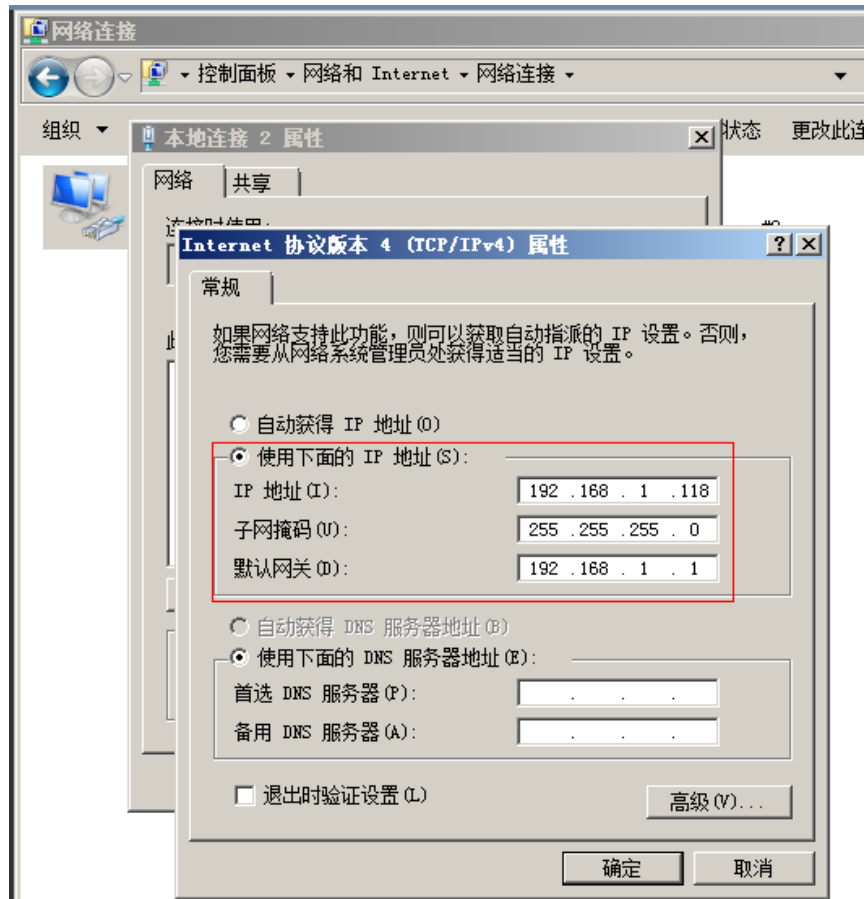 网络连接
控制面板 网络和 Internet 网络连接
组织
状态 更改此连
本地连接 2 属性
网络 共享
连接时使用:
Internet 协议版本 4 (TCP/IPv4) 属性
常规
如果网络支持此功能，则可以获取自动指派的 IP 设置。否则，
您需要从网络系统管理员处获得适当的 IP 设置。
自动获得 IP 地址(O)
使用下面的 IP 地址(S):
IP 地址(I): 192 .168 . 1 .118
子网掩码(U): 255 .255 .255 . 0
默认网关(D): 192 .168 . 1 . 1
自动获得 DNS 服务器地址(B)
使用下面的 DNS 服务器地址(E):
首选 DNS 服务器(P): . . .
备用 DNS 服务器(A): . . .
退出时验证设置(L)
高级(V)...
确定 取消